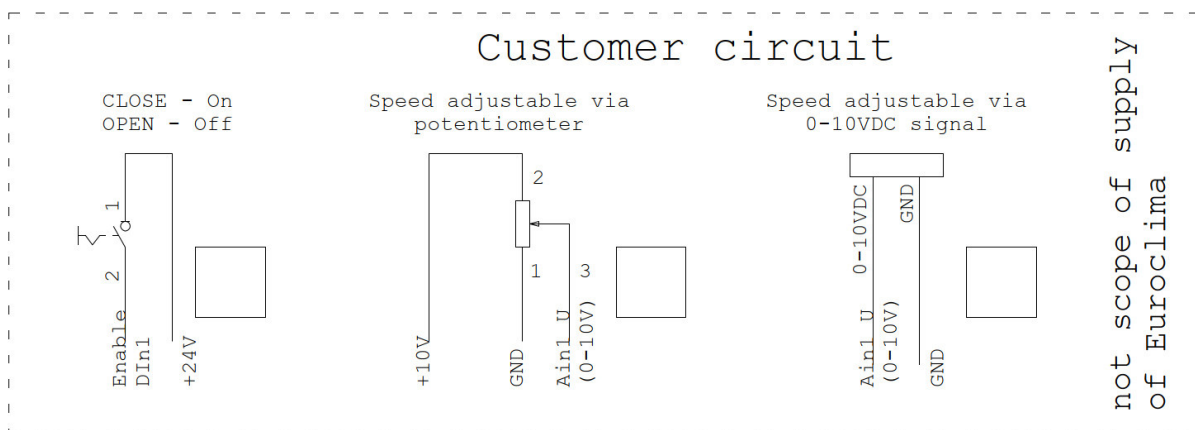 Customer circuit
CLOSE - On
OPEN - Off
1
2
Enable
DIn1
+24V
Speed adjustable via
potentiometer
2
1
3
+10V
GND
Ain1 U
(0-10V)
Speed adjustable via
0-10VDC signal
0-10VDC
GND
Ain1 U
(0-10V)
GND
not scope of supply
of Euroclima